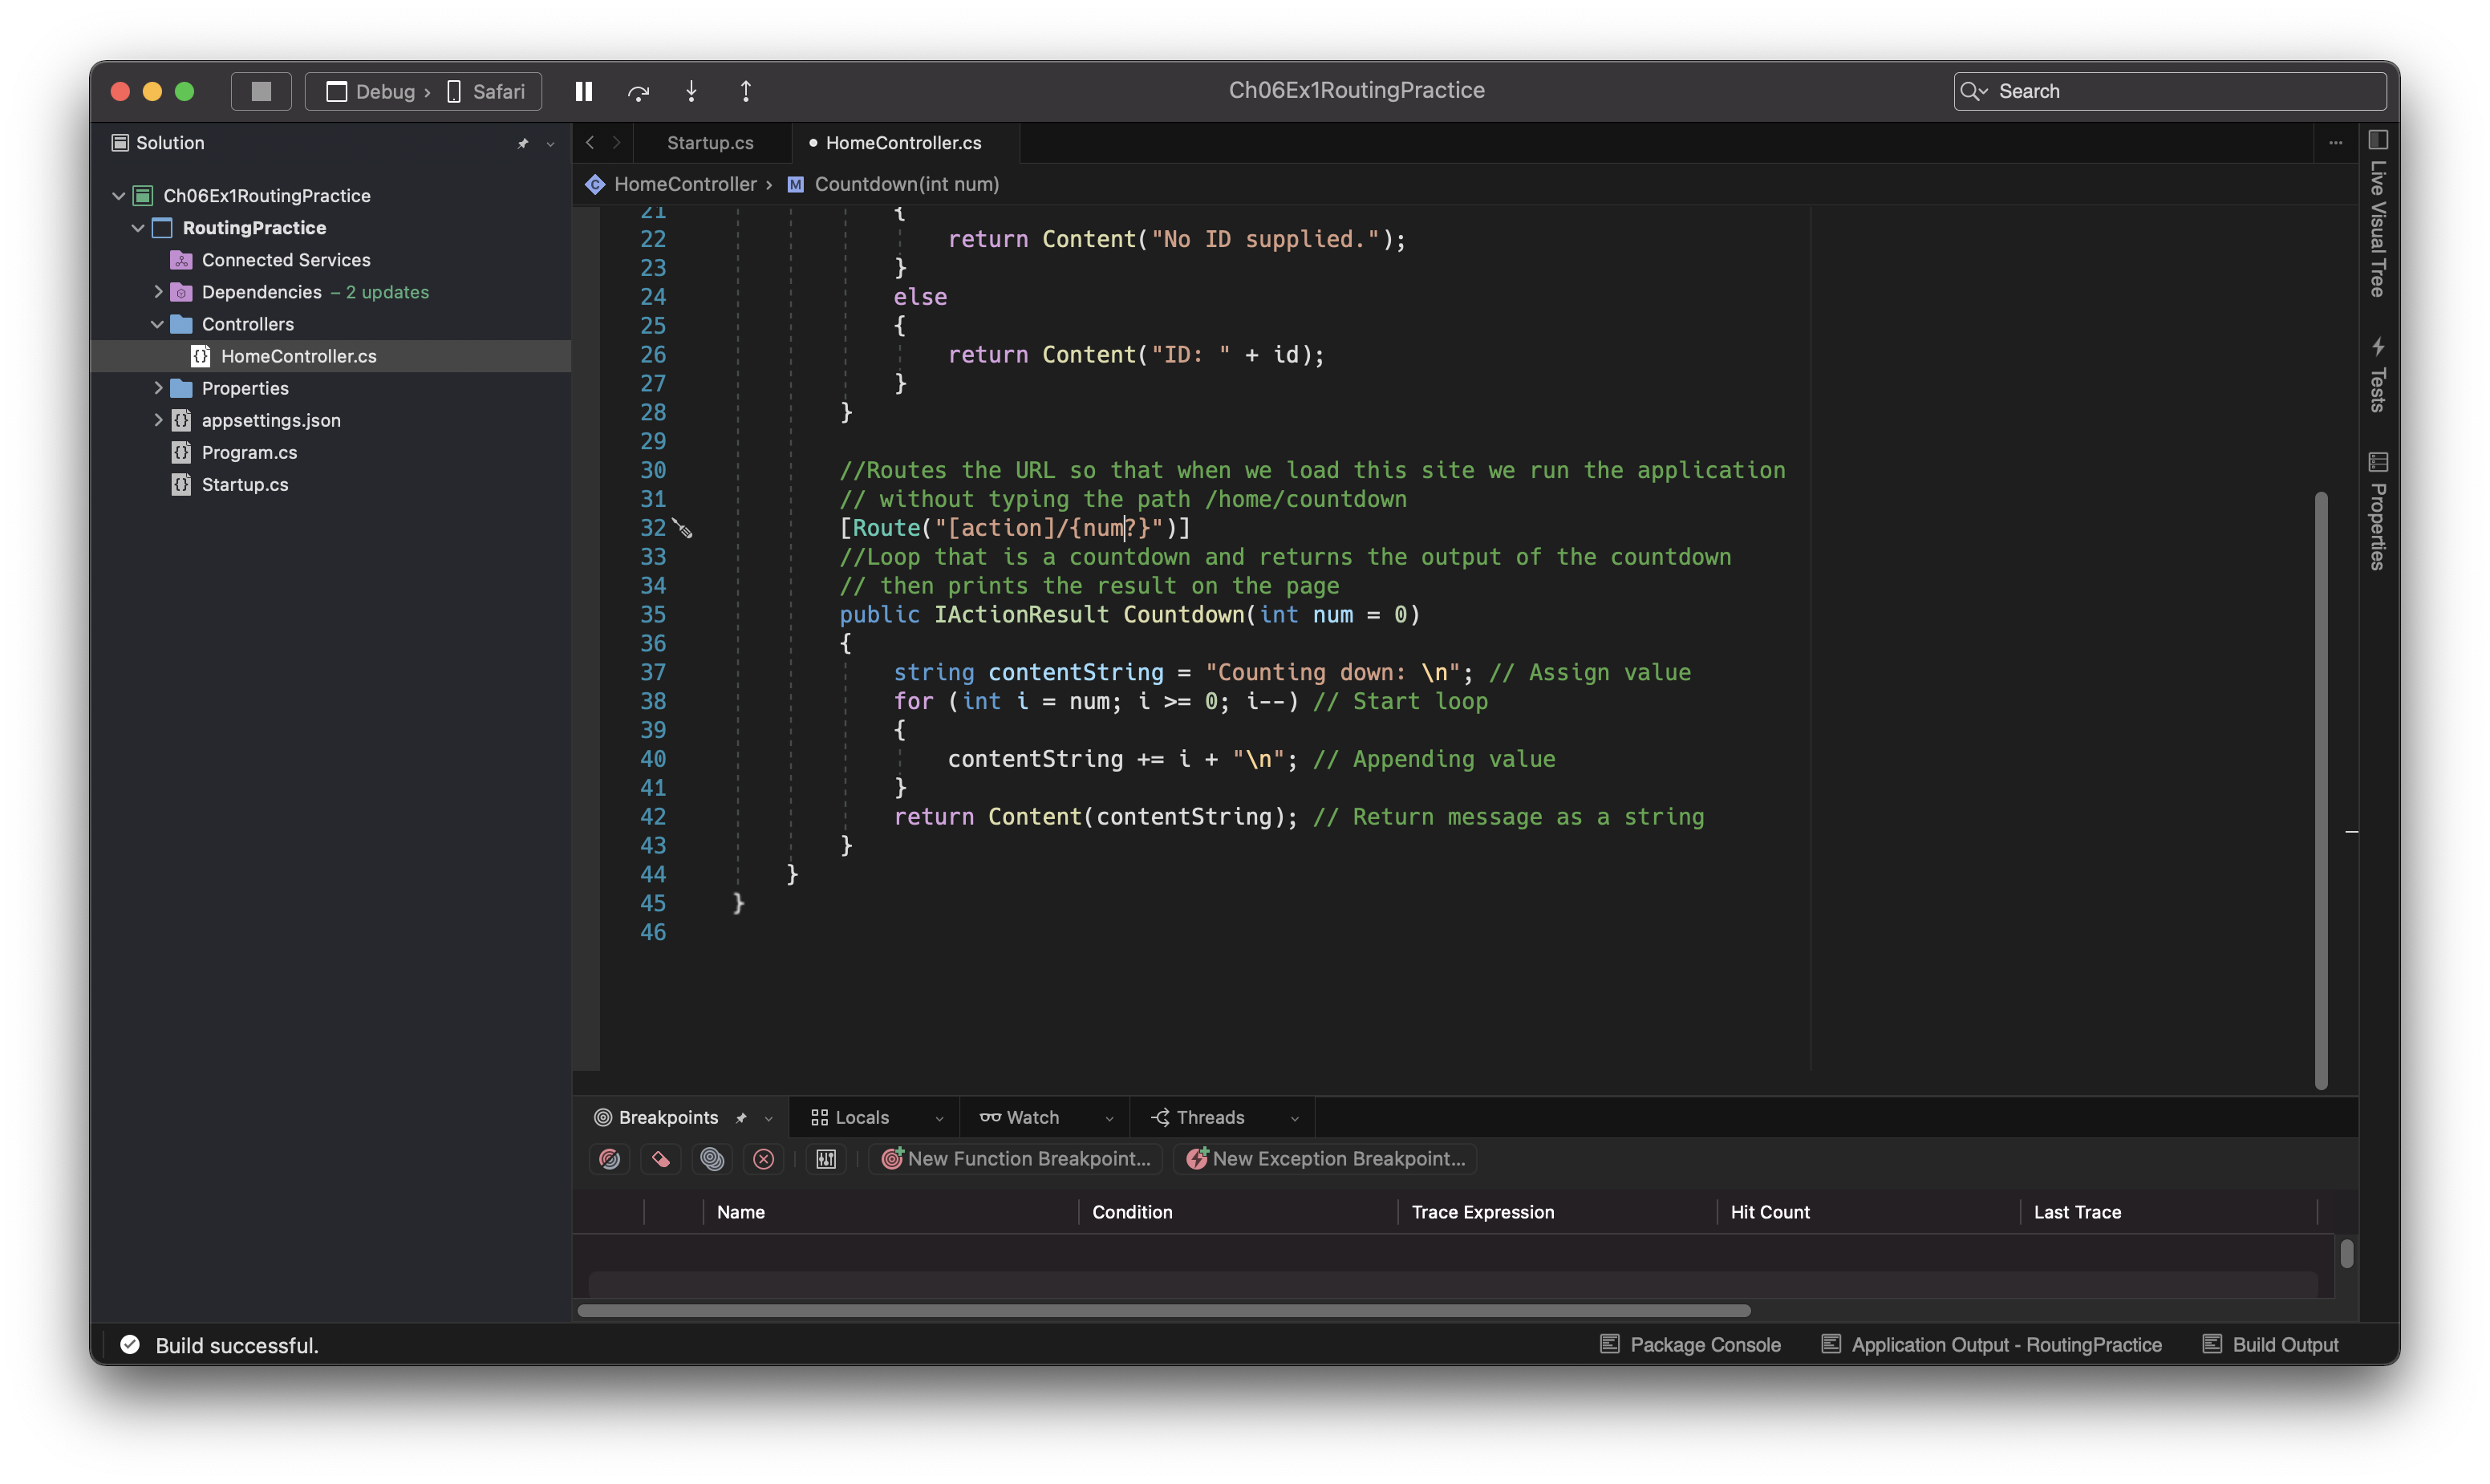 Debug › Safari
Ch06Ex1RoutingPractice
Search
Solution
Ch06Ex1RoutingPractice
RoutingPractice
Connected Services
Dependencies – 2 updates
Controllers
HomeController.cs
Properties
appsettings.json
Program.cs
Startup.cs
Startup.cs
HomeController.cs
HomeController › M Countdown(int num)
21 {
22 return Content("No ID supplied.");
23 }
24 else
25 {
26 return Content("ID: " + id);
27 }
28 }
29
30 //Routes the URL so that when we load this site we run the application
31 // without typing the path /home/countdown
32 [Route("[action]/{num?}")]
33 //Loop that is a countdown and returns the output of the countdown
34 // then prints the result on the page
35 public IActionResult Countdown(int num = 0)
36 {
37 string contentString = "Counting down: \n"; // Assign value
38 for (int i = num; i >= 0; i--) // Start loop
39 {
40 contentString += i + "\n"; // Appending value
41 }
42 return Content(contentString); // Return message as a string
43 }
44 }
45 }
46
Live Visual Tree
Tests
Properties
Breakpoints
Locals
Watch
Threads
New Function Breakpoint...
New Exception Breakpoint...
Name
Condition
Trace Expression
Hit Count
Last Trace
Build successful.
Package Console
Application Output - RoutingPractice
Build Output